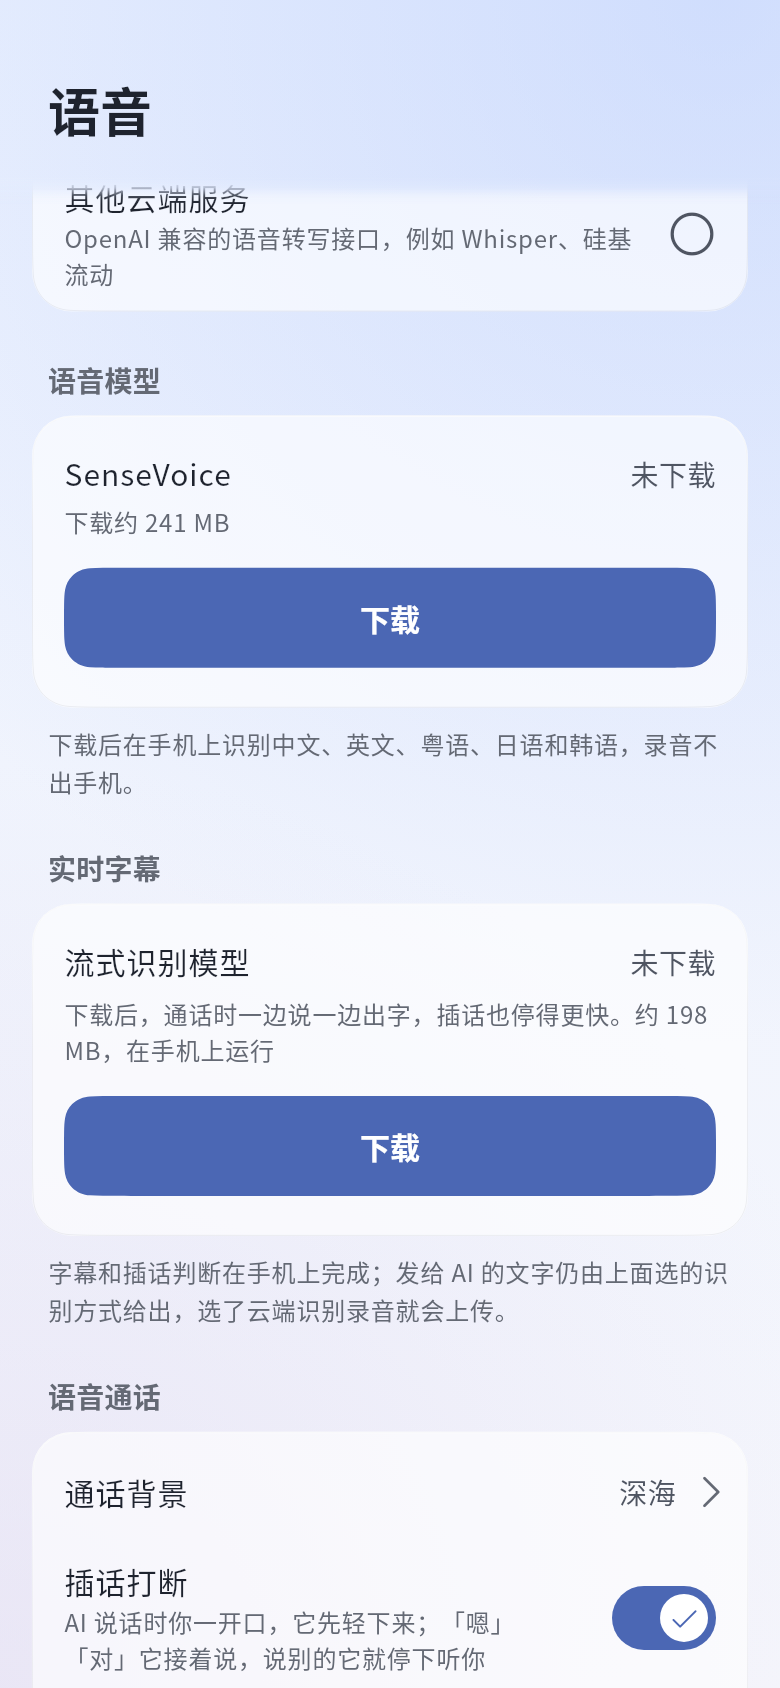 语音
其他云端服务
OpenAI 兼容的语音转写接口，例如 Whisper、硅基
流动
语音模型
SenseVoice
未下载
下载约 241 MB
下载
下载后在手机上识别中文、英文、粤语、日语和韩语，录音不
出手机。
实时字幕
流式识别模型
未下载
下载后，通话时一边说一边出字，插话也停得更快。约 198
MB，在手机上运行
下载
字幕和插话判断在手机上完成；发给 AI 的文字仍由上面选的识
别方式给出，选了云端识别录音就会上传。
语音通话
通话背景
深海
插话打断
AI 说话时你一开口，它先轻下来；「嗯」
「对」它接着说，说别的它就停下听你